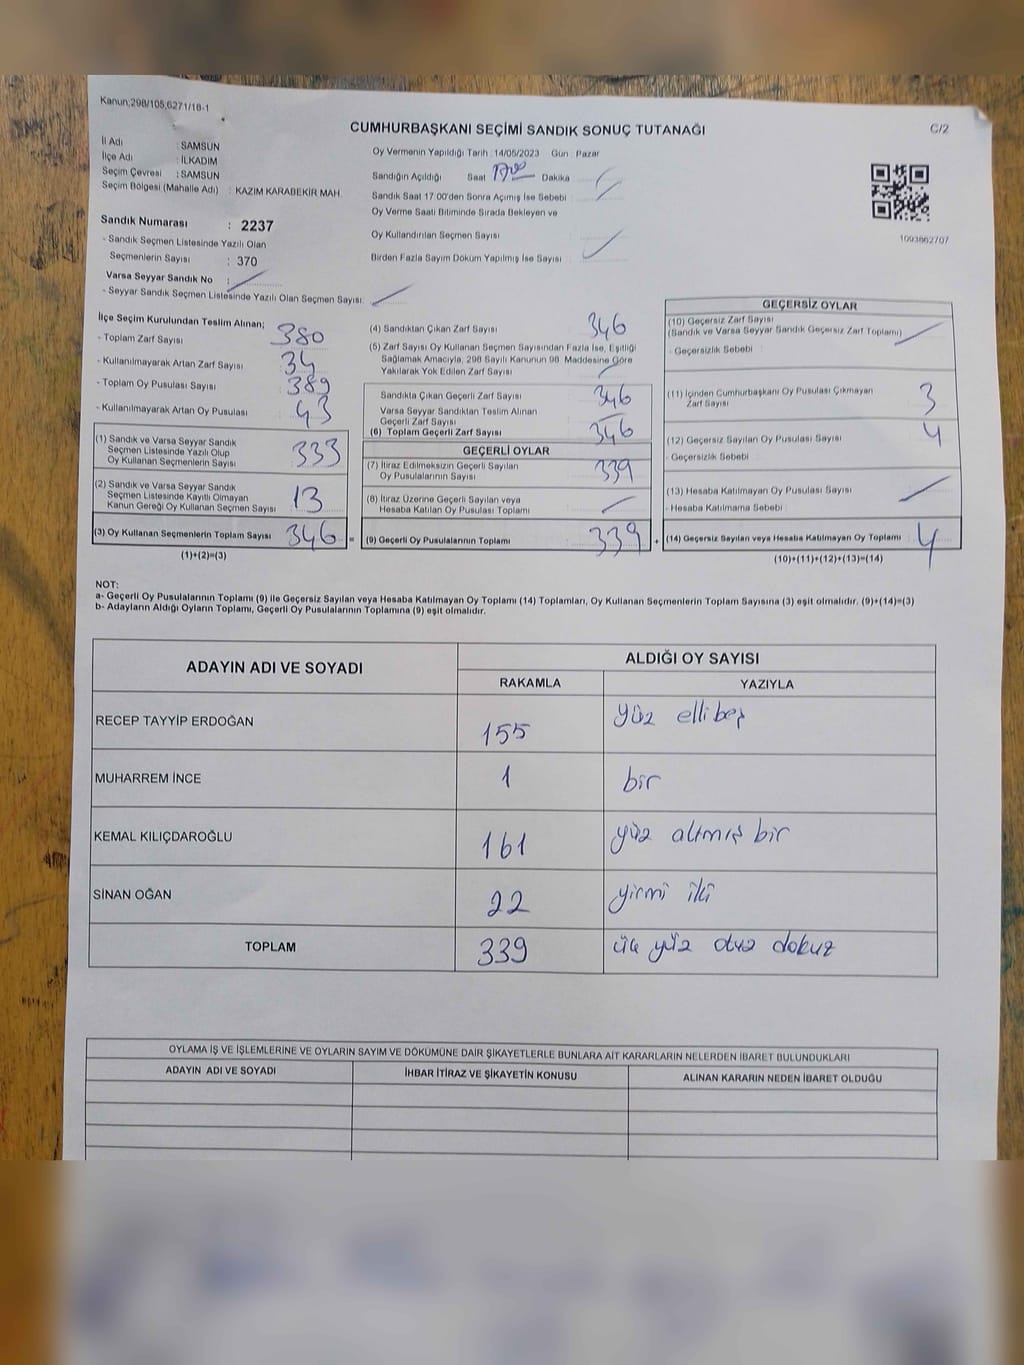 Kanun;298/105,6271/16-1
CUMHURBAŞKANI SEÇİMİ SANDIK SONUÇ TUTANAĞI
C/2
İl Adı : SAMSUN
İlçe Adı : İLKADIM
Seçim Çevresi : SAMSUN
Seçim Bölgesi (Mahalle Adı) : KAZIM KARABEKİR MAH.
Oy Vermenin Yapıldığı Tarih : 14/05/2023 Gün : Pazar
Sandığın Açıldığı Saat 17:00 Dakika
Sandık Saat 17:00'den Sonra Açımış İse Sebebi
Oy Verme Saati Bitiminde Sırada Bekleyen ve
Oy Kullandırılan Seçmen Sayısı
Birden Fazla Sayım Döküm Yapılmış İse Sayısı :
1093862707
Sandık Numarası : 2237
- Sandık Seçmen Listesinde Yazılı Olan
Seçmenlerin Sayısı : 370
Varsa Seyyar Sandık No :
- Seyyar Sandık Seçmen Listesinde Yazılı Olan Seçmen Sayısı:
İlçe Seçim Kurulundan Teslim Alınan;
- Toplam Zarf Sayısı 380
- Kullanılmayarak Artan Zarf Sayısı 34
- Toplam Oy Pusulası Sayısı 389
- Kullanılmayarak Artan Oy Pusulası 43
(1) Sandık ve Varsa Seyyar Sandık
Seçmen Listesinde Yazılı Olup
Oy Kullanan Seçmenlerin Sayısı 333
(2) Sandık ve Varsa Seyyar Sandık
Seçmen Listesinde Kayıtlı Olmayan
Kanun Gereği Oy Kullanan Seçmen Sayısı 13
(3) Oy Kullanan Seçmenlerin Toplam Sayısı 346 =
(1)+(2)=(3)
(4) Sandıktan Çıkan Zarf Sayısı 346
(5) Zarf Sayısı Oy Kullanan Seçmen Sayısından Fazla İse, Eşitliği
Sağlamak Amacıyla, 298 Sayılı Kanunun 98. Maddesine Göre
Yakılarak Yok Edilen Zarf Sayısı
Sandıkta Çıkan Geçerli Zarf Sayısı 346
Varsa Seyyar Sandıktan Teslim Alınan
Geçerli Zarf Sayısı
(6) Toplam Geçerli Zarf Sayısı 346
GEÇERLİ OYLAR
(7) İtiraz Edilmeksizin Geçerli Sayılan
Oy Pusulalarının Sayısı 339
(8) İtiraz Üzerine Geçerli Sayılan veya
Hesaba Katılan Oy Pusulası Toplamı
(9) Geçerli Oy Pusulalarının Toplamı 339 +
GEÇERSİZ OYLAR
(10) Geçersiz Zarf Sayısı
(Sandık ve Varsa Seyyar Sandık Geçersiz Zarf Toplamı)
- Geçersizlik Sebebi :
(11) İçinden Cumhurbaşkanı Oy Pusulası Çıkmayan
Zarf Sayısı 3
(12) Geçersiz Sayılan Oy Pusulası Sayısı 4
- Geçersizlik Sebebi :
(13) Hesaba Katılmayan Oy Pusulası Sayısı
- Hesaba Katılmama Sebebi :
(14) Geçersiz Sayılan veya Hesaba Katılmayan Oy Toplamı : 4
(10)+(11)+(12)+(13)=(14)
NOT:
a- Geçerli Oy Pusulasının Toplamı (9) ile Geçersiz Sayılan veya Hesaba Katılmayan Oy Toplamı (14) Toplamları, Oy Kullanan Seçmenlerin Toplam Sayısına (3) eşit olmalıdır. (9)+(14)=(3)
b- Adayların Aldığı Oyların Toplamı, Geçerli Oy Pusulalarının Toplamına (9) eşit olmalıdır.
ADAYIN ADI VE SOYADI
ALDIĞI OY SAYISI
RAKAMLA YAZIYLA
RECEP TAYYİP ERDOĞAN 155 yüz elli beş
MUHARREM İNCE 1 bir
KEMAL KILIÇDAROĞLU 161 yüz altmış bir
SİNAN OĞAN 22 yirmi iki
TOPLAM 339 üç yüz otuz dokuz
OYLAMA İŞ VE İŞLEMLERİNE VE OYLARIN SAYIM VE DÖKÜMÜNE DAİR ŞİKAYETLERLE BUNLARA AİT KARARLARIN NELERDEN İBARET BULUNDUKLARI
ADAYIN ADI VE SOYADI İHBAR İTİRAZ VE ŞİKAYETİN KONUSU ALINAN KARARIN NEDEN İBARET OLDUĞU